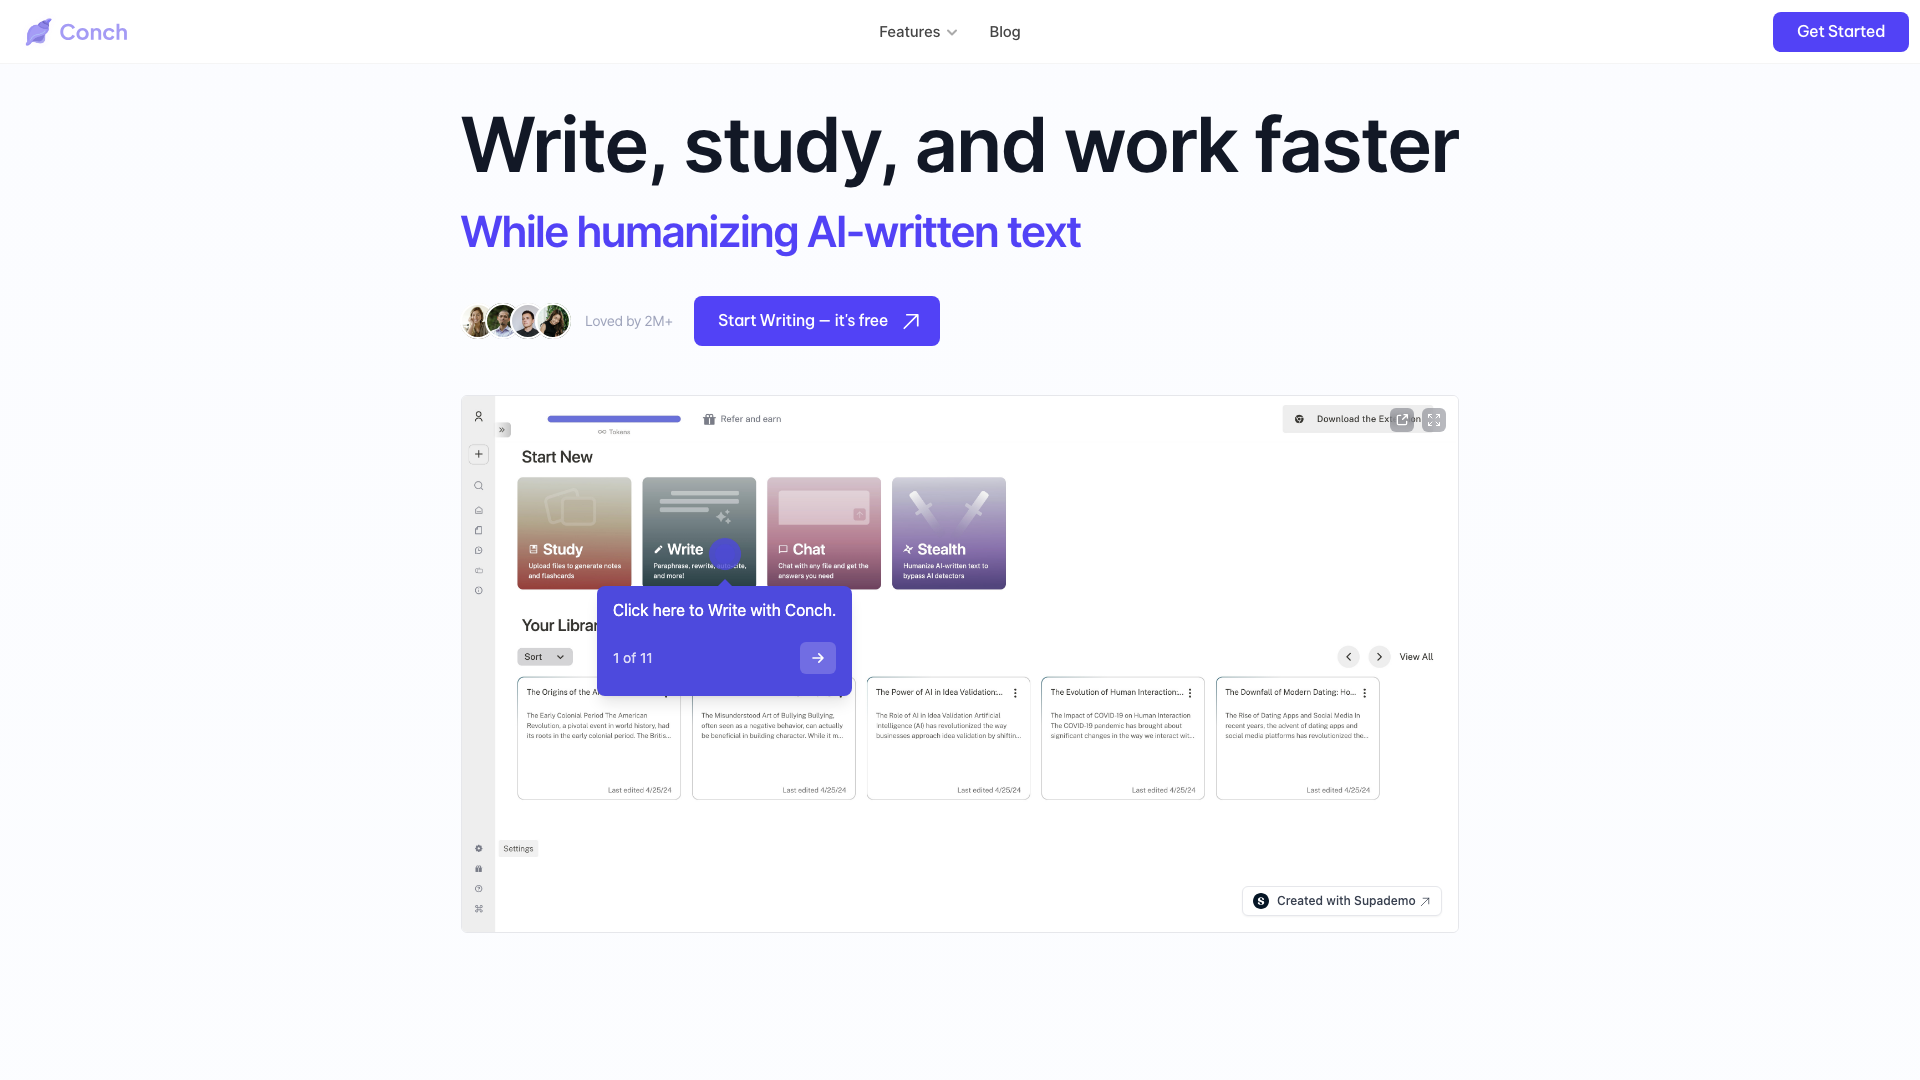 Conch
Features
Blog
Get Started
Write, study, and work faster
While humanizing AI-written text
Loved by 2M+
Start Writing – it's free
Tokens
Refer and earn
Download the
Start New
Study
Upload files to generate notes
and flashcards
Write
Paraphrase, rewrite, auto-cite,
and more!
Chat
Chat with any file and get the
answers you need
Stealth
Humanize AI-written text to
bypass AI detectors
Click here to Write with Conch.
1 of 11
Your
Sort
View All
The Origins of the
The Early Colonial Period The American
Revolution, a pivotal event in world history, had
its roots in the early colonial period. The Britis...
Last edited 4/25/24
The Misunderstood Art of Bullying Bullying,
often seen as a negative behavior, can actually
be beneficial in building character. While it m...
Last edited 4/25/24
The Power of AI in Idea Validation:...
The Role of AI in Idea Validation Artificial
Intelligence (AI) has revolutionized the way
businesses approach idea validation by shiftin...
Last edited 4/25/24
The Evolution of Human Interaction:...
The Impact of COVID-19 on Human Interaction
The COVID-19 pandemic has brought about
significant changes in the way we interact wit...
Last edited 4/25/24
The Downfall of Modern Dating: Ho...
The Rise of Dating Apps and Social Media In
recent years, the advent of dating apps and
social media platforms has revolutionized the...
Last edited 4/25/24
Settings
Created with Supademo